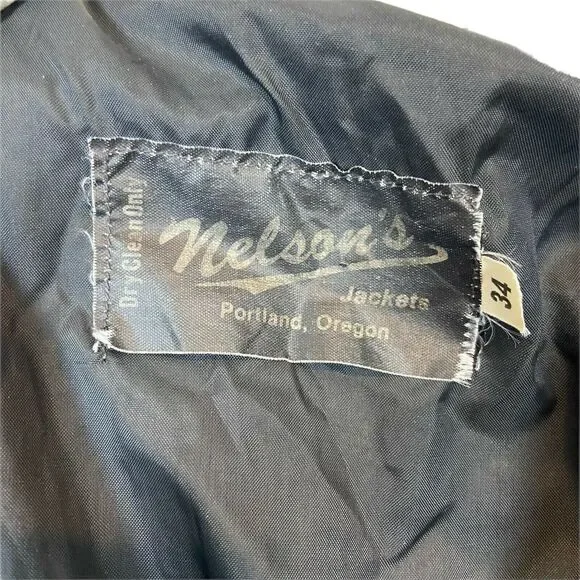 Dry Clean Only
Nelson's
Jackets
Portland, Oregon
34